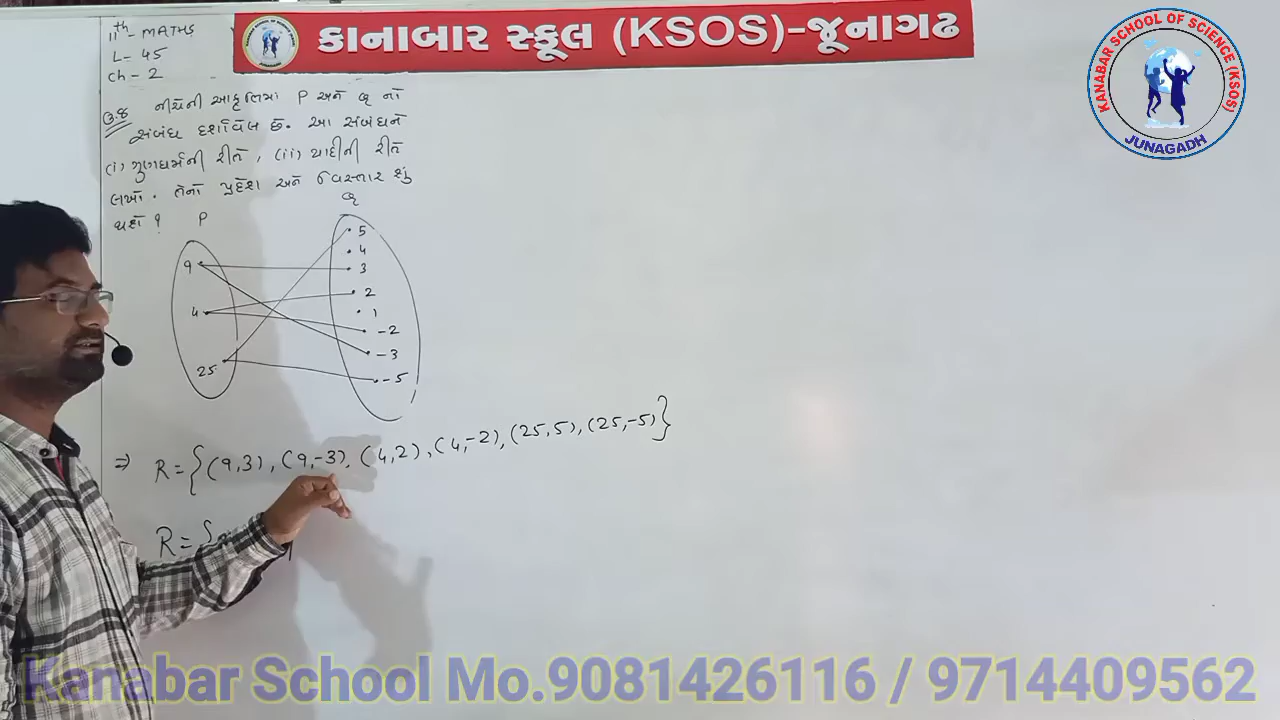 11th - MATHS
L - 45
Ch - 2
કાનાબાર સ્કૂલ (KSOS)-જૂનાગઢ
KANABAR SCHOOL OF SCIENCE (KSOS)
JUNAGADH
ઉ.8 નીચેની આકૃતિમાં P અને Q નો
સંબંધ દર્શાવેલ છે. આ સંબંધને
(i) ગુણધર્મની રીતે, (ii) યાદીની રીતે
લખો. તેનો પ્રદેશ અને વિસ્તાર શું
થશે ?
P
Q
9
4
25
5
4
3
2
1
-2
-3
-5
⇒ R = {(9,3), (9,-3), (4,2), (4,-2), (25,5), (25,-5)}
R = {
Kanabar School Mo.9081426116 / 9714409562